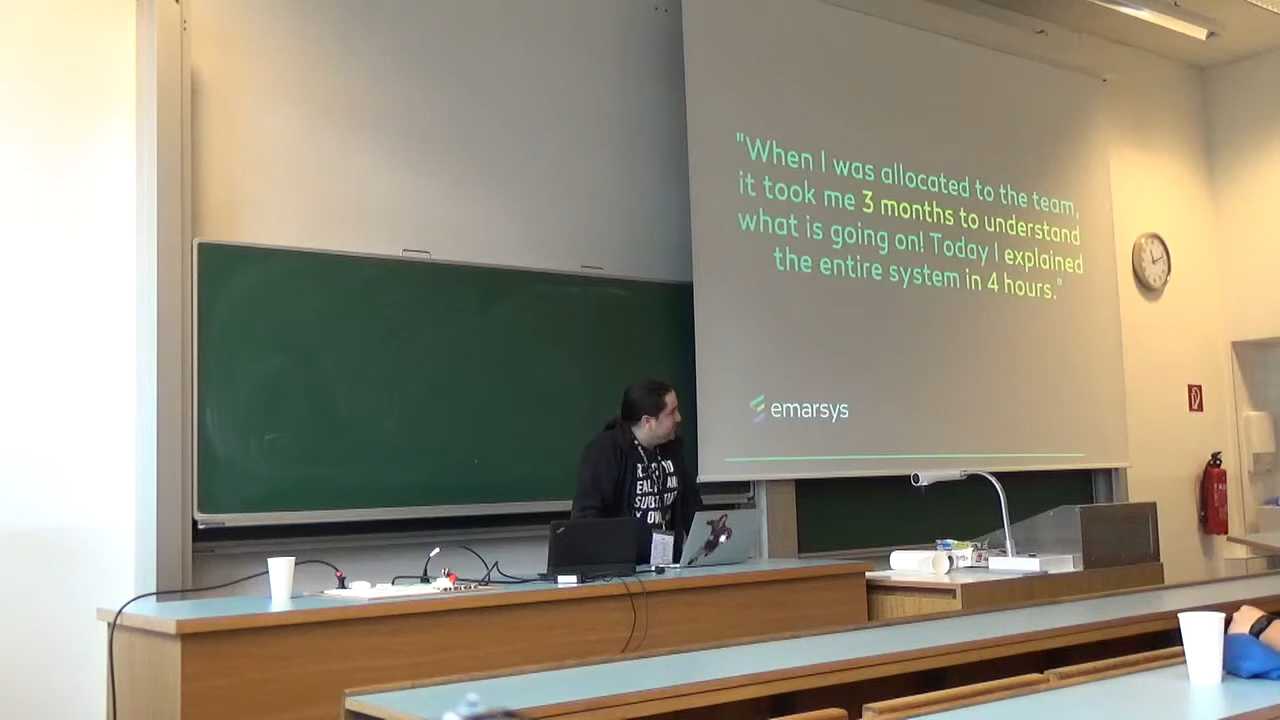 "When I was allocated to the team,
it took me 3 months to understand
what is going on! Today I explained
the entire system in 4 hours."
emarsys